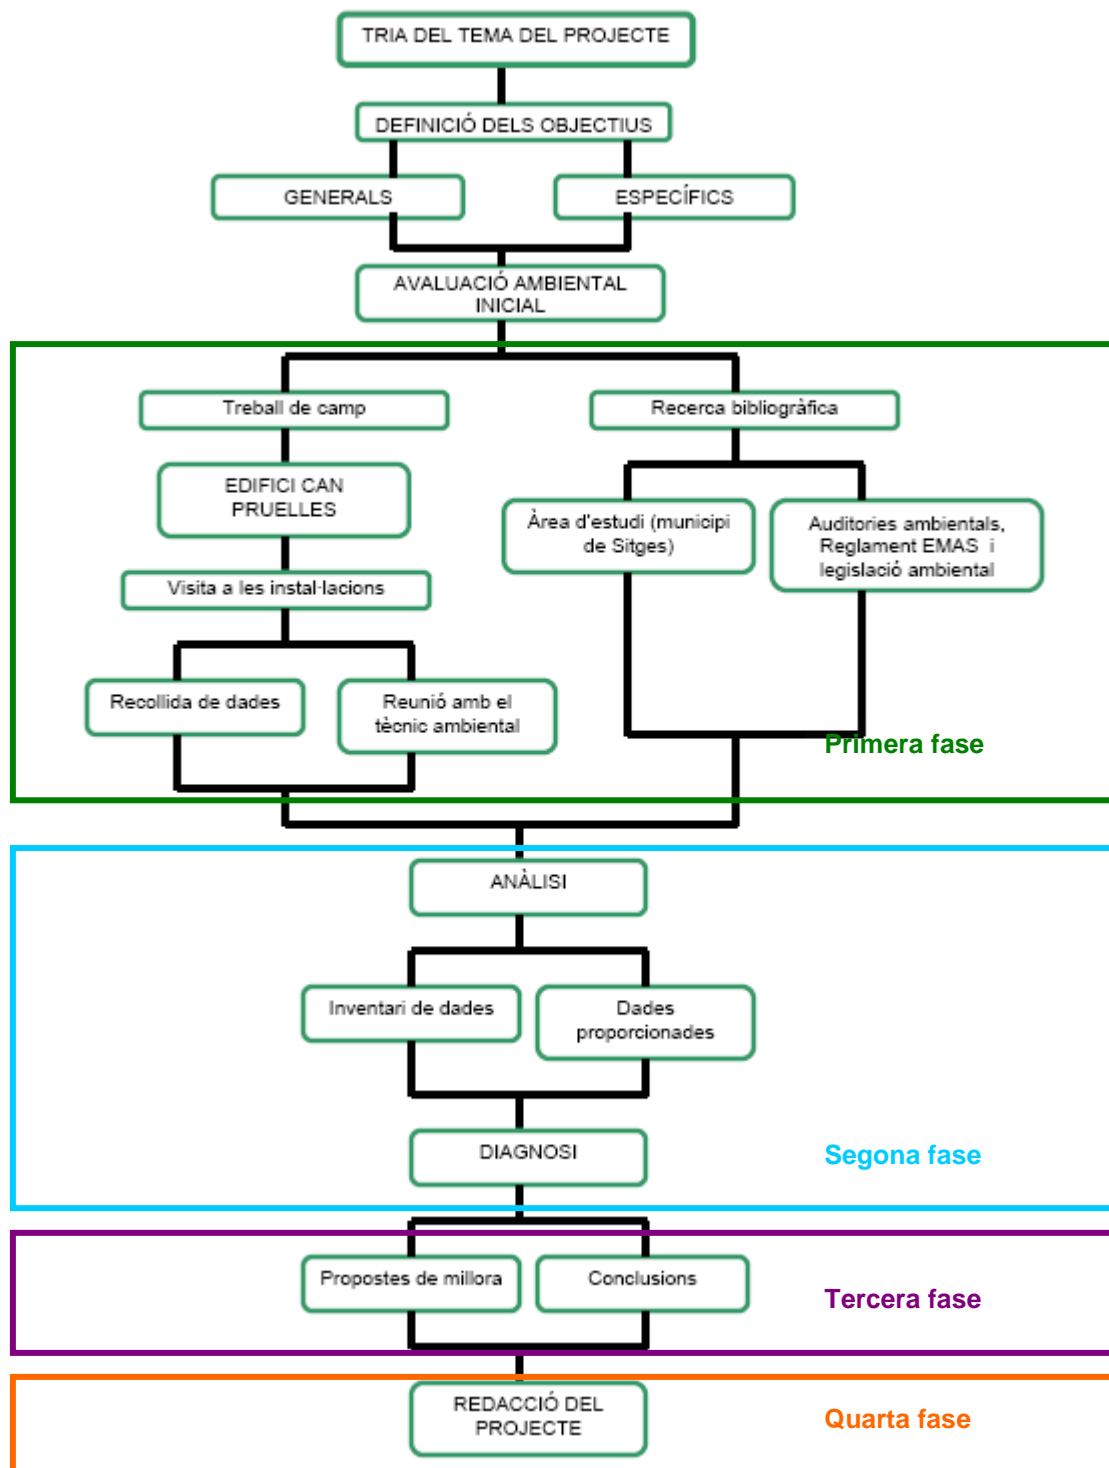 TRIA DEL TEMA DEL PROJECTE
DEFINICIÓ DELS OBJECTIUS
GENERALS
ESPECÍFICS
AVALUACIÓ AMBIENTAL
INICIAL
Treball de camp
Recerca bibliogràfica
EDIFICI CAN
PRUELLES
Àrea d'estudi (municipi
de Sitges)
Auditories ambientals,
Reglament EMAS i
legislació ambiental
Visita a les instal·lacions
Recollida de dades
Reunió amb el
tècnic ambiental
Primera fase
ANÀLISI
Inventari de dades
Dades
proporcionades
DIAGNOSI
Segona fase
Propostes de millora
Conclusions
Tercera fase
REDACCIÓ DEL
PROJECTE
Quarta fase